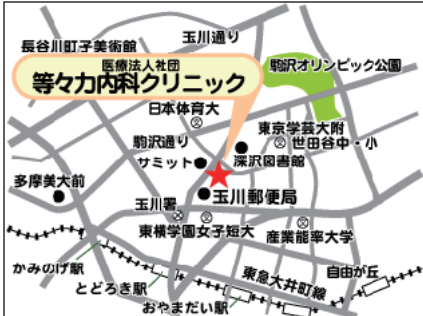 玉川通り
長谷川町子美術館
医療法人社団
等々力内科クリニック
駒沢オリンピック公園
日本体育大
東京学芸大附
世田谷中・小
駒沢通り
サミット
深沢図書館
多摩美大前
玉川郵便局
玉川署
東横学園女子短大
産業能率大学
かみのげ駅
とどろき駅
おやまだい駅
東急大井町線
自由が丘